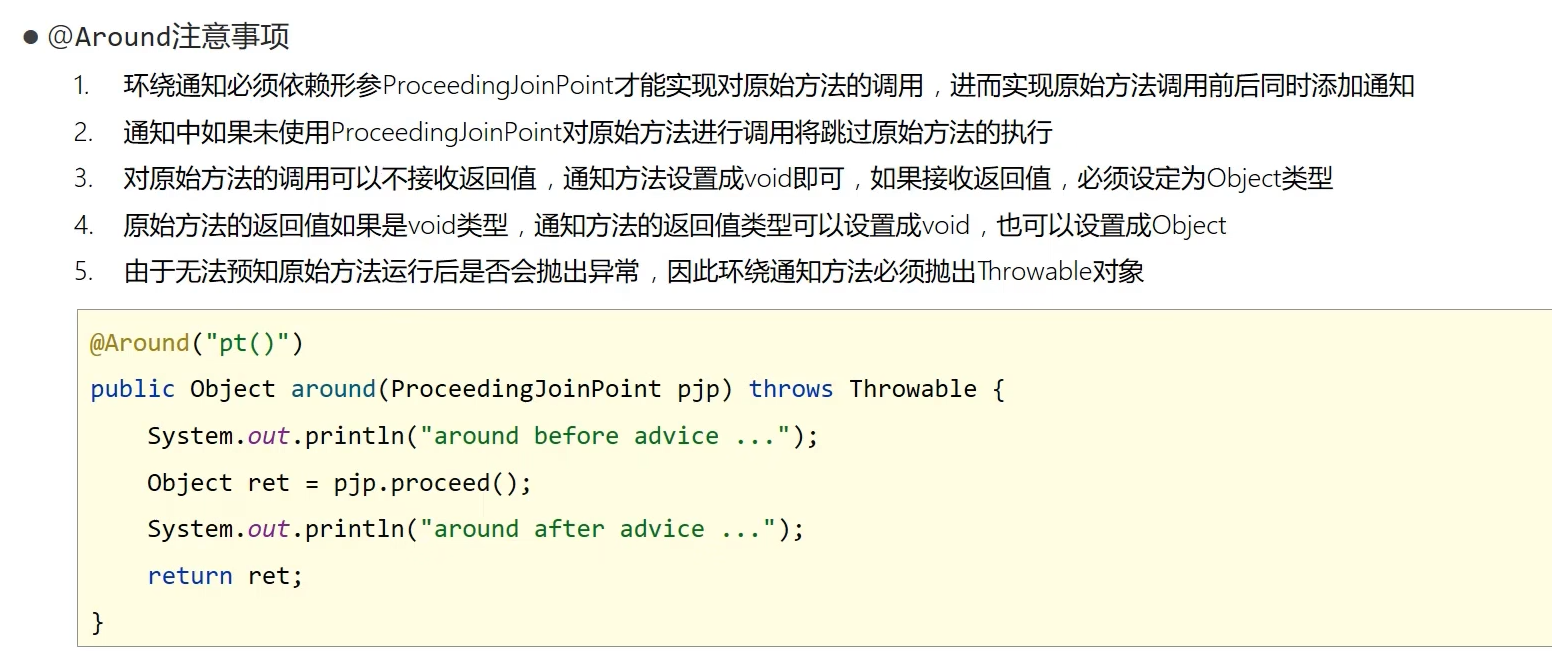 ● @Around注意事项
1. 环绕通知必须依赖形参ProceedingJoinPoint才能实现对原始方法的调用，进而实现原始方法调用前后同时添加通知
2. 通知中如果未使用ProceedingJoinPoint对原始方法进行调用将跳过原始方法的执行
3. 对原始方法的调用可以不接收返回值，通知方法设置成void即可，如果接收返回值，必须设定为Object类型
4. 原始方法的返回值如果是void类型，通知方法的返回值类型可以设置成void，也可以设置成Object
5. 由于无法预知原始方法运行后是否会抛出异常，因此环绕通知方法必须抛出Throwable对象
@Around("pt()")
public Object around(ProceedingJoinPoint pjp) throws Throwable {
    System.out.println("around before advice ...");
    Object ret = pjp.proceed();
    System.out.println("around after advice ...");
    return ret;
}